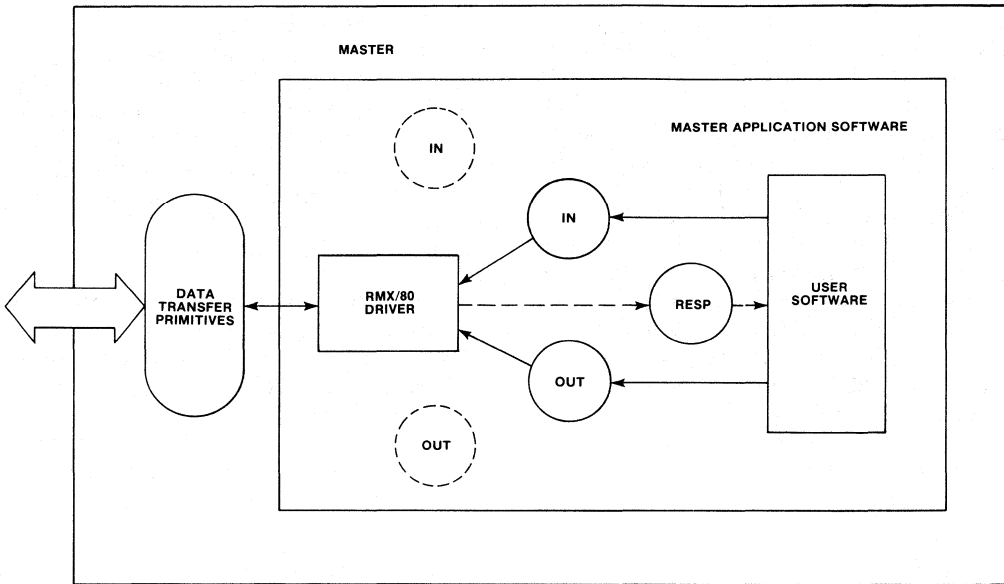 MASTER
MASTER APPLICATION SOFTWARE
IN
IN
DATA
TRANSFER
PRIMITIVES
RMX/80
DRIVER
RESP
USER
SOFTWARE
OUT
OUT